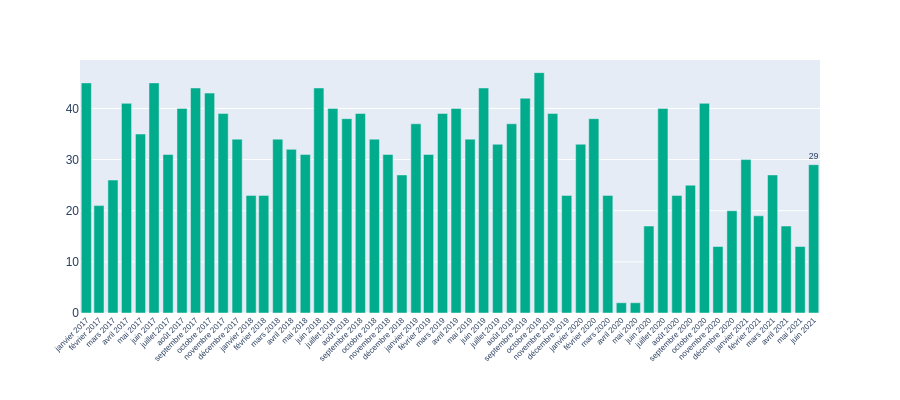 40
30
20
10
0
29
janvier 2017
février 2017
mars 2017
avril 2017
mai 2017
juin 2017
juillet 2017
août 2017
septembre 2017
octobre 2017
novembre 2017
décembre 2017
janvier 2018
février 2018
mars 2018
avril 2018
mai 2018
juin 2018
juillet 2018
août 2018
septembre 2018
octobre 2018
novembre 2018
décembre 2018
janvier 2019
février 2019
mars 2019
avril 2019
mai 2019
juin 2019
juillet 2019
août 2019
septembre 2019
octobre 2019
novembre 2019
décembre 2019
janvier 2020
février 2020
mars 2020
avril 2020
mai 2020
juin 2020
juillet 2020
août 2020
septembre 2020
octobre 2020
novembre 2020
décembre 2020
janvier 2021
février 2021
mars 2021
avril 2021
mai 2021
juin 2021